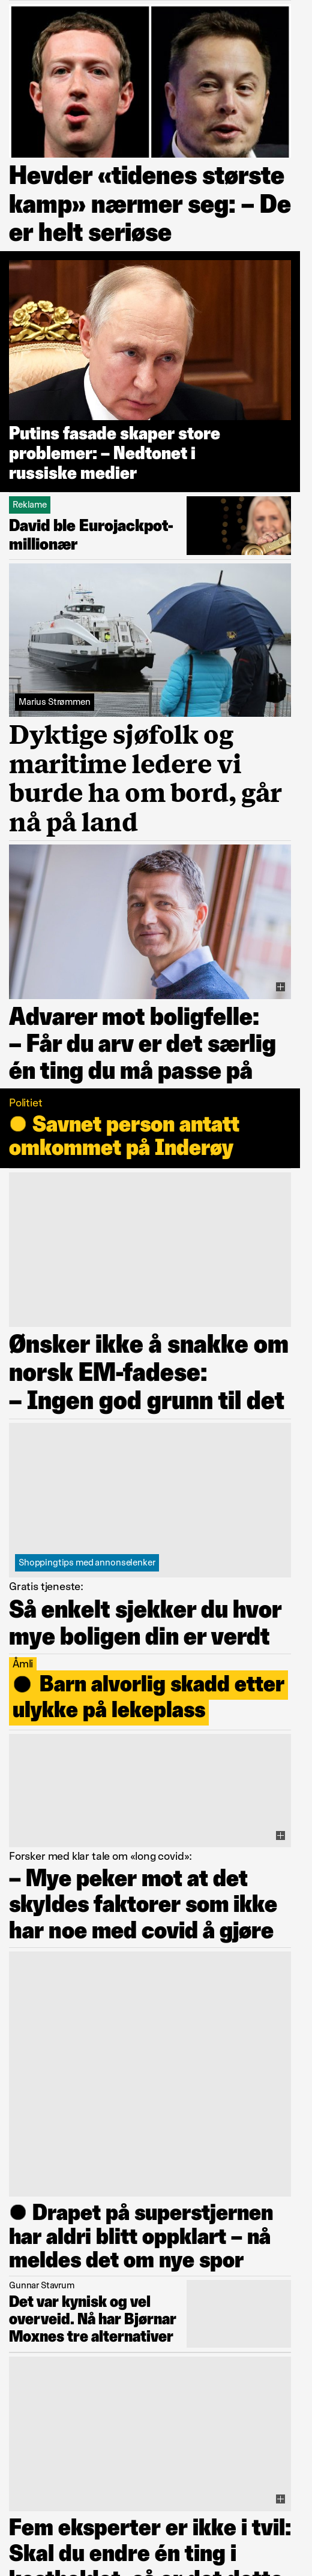 Hevder «tidenes største
kamp» nærmer seg: – De
er helt seriøse
Putins fasade skaper store
problemer: – Nedtonet i
russiske medier
Reklame
David ble Eurojackpot-
millionær
Marius Strømmen
Dyktige sjøfolk og
maritime ledere vi
burde ha om bord, går
nå på land
Advarer mot boligfelle:
– Får du arv er det særlig
én ting du må passe på
Politiet
Savnet person antatt
omkommet på Inderøy
Ønsker ikke å snakke om
norsk EM-fadese:
– Ingen god grunn til det
Shoppingtips med annonselenker
Gratis tjeneste:
Så enkelt sjekker du hvor
mye boligen din er verdt
Åmli
Barn alvorlig skadd etter
ulykke på lekeplass
Forsker med klar tale om «long covid»:
– Mye peker mot at det
skyldes faktorer som ikke
har noe med covid å gjøre
Drapet på superstjernen
har aldri blitt oppklart – nå
meldes det om nye spor
Gunnar Stavrum
Det var kynisk og vel
overveid. Nå har Bjørnar
Moxnes tre alternativer
Fem eksperter er ikke i tvil:
Skal du endre én ting i